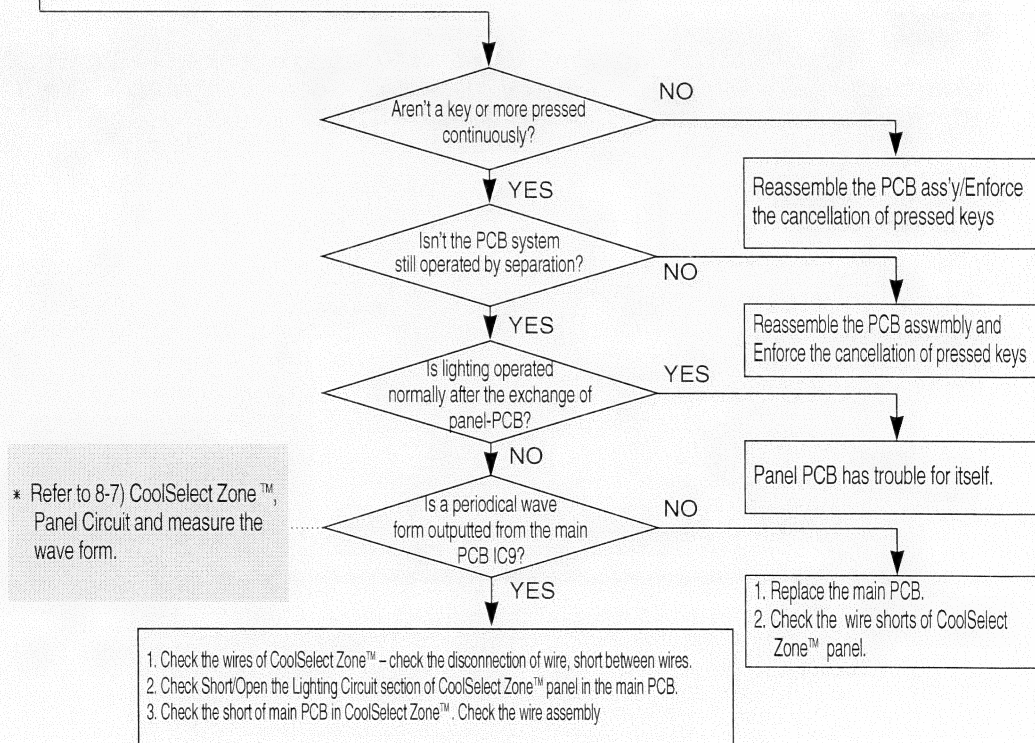 Aren't a key or more pressed
continuously?
NO
Reassemble the PCB ass'y/Enforce
the cancellation of pressed keys
YES
Isn't the PCB system
still operated by separation?
NO
Reassemble the PCB asswmbly and
Enforce the cancellation of pressed keys
YES
Is lighting operated
normally after the exchange of
panel-PCB?
YES
Panel PCB has trouble for itself.
NO
* Refer to 8-7) CoolSelect Zone™,
Panel Circuit and measure the
wave form.
Is a periodical wave
form outputted from the main
PCB IC9?
NO
1. Replace the main PCB.
2. Check the wire shorts of CoolSelect
Zone™ panel.
YES
1. Check the wires of CoolSelect Zone™ – check the disconnection of wire, short between wires.
2. Check Short/Open the Lighting Circuit section of CoolSelect Zone™ panel in the main PCB.
3. Check the short of main PCB in CoolSelect Zone™. Check the wire assembly